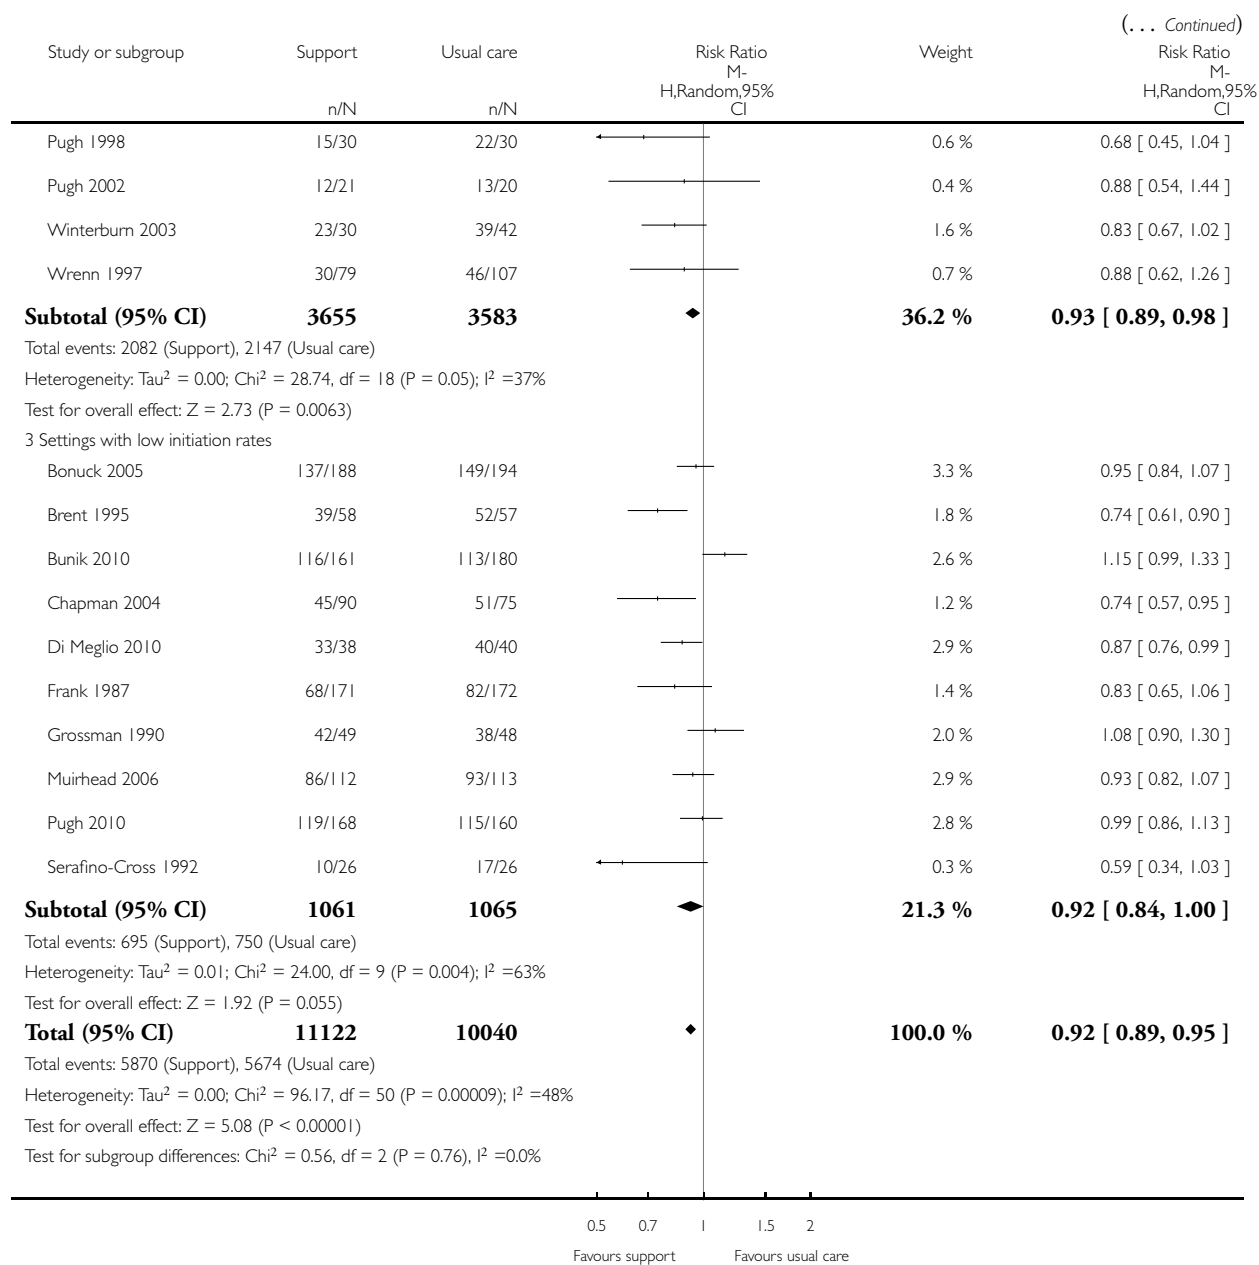 (... Continued)
Study or subgroup Support Usual care Risk Ratio Weight Risk Ratio
M- M-
H,Random,95% H,Random,95%
n/N n/N CI CI
Pugh 1998 15/30 22/30 0.6 % 0.68 [ 0.45, 1.04 ]
Pugh 2002 12/21 13/20 0.4 % 0.88 [ 0.54, 1.44 ]
Winterburn 2003 23/30 39/42 1.6 % 0.83 [ 0.67, 1.02 ]
Wrenn 1997 30/79 46/107 0.7 % 0.88 [ 0.62, 1.26 ]
Subtotal (95% CI) 3655 3583 36.2 % 0.93 [ 0.89, 0.98 ]
Total events: 2082 (Support), 2147 (Usual care)
Heterogeneity: Tau² = 0.00; Chi² = 28.74, df = 18 (P = 0.05); I² =37%
Test for overall effect: Z = 2.73 (P = 0.0063)
3 Settings with low initiation rates
Bonuck 2005 137/188 149/194 3.3 % 0.95 [ 0.84, 1.07 ]
Brent 1995 39/58 52/57 1.8 % 0.74 [ 0.61, 0.90 ]
Bunik 2010 116/161 113/180 2.6 % 1.15 [ 0.99, 1.33 ]
Chapman 2004 45/90 51/75 1.2 % 0.74 [ 0.57, 0.95 ]
Di Meglio 2010 33/38 40/40 2.9 % 0.87 [ 0.76, 0.99 ]
Frank 1987 68/171 82/172 1.4 % 0.83 [ 0.65, 1.06 ]
Grossman 1990 42/49 38/48 2.0 % 1.08 [ 0.90, 1.30 ]
Muirhead 2006 86/112 93/113 2.9 % 0.93 [ 0.82, 1.07 ]
Pugh 2010 119/168 115/160 2.8 % 0.99 [ 0.86, 1.13 ]
Serafino-Cross 1992 10/26 17/26 0.3 % 0.59 [ 0.34, 1.03 ]
Subtotal (95% CI) 1061 1065 21.3 % 0.92 [ 0.84, 1.00 ]
Total events: 695 (Support), 750 (Usual care)
Heterogeneity: Tau² = 0.01; Chi² = 24.00, df = 9 (P = 0.004); I² =63%
Test for overall effect: Z = 1.92 (P = 0.055)
Total (95% CI) 11122 10040 100.0 % 0.92 [ 0.89, 0.95 ]
Total events: 5870 (Support), 5674 (Usual care)
Heterogeneity: Tau² = 0.00; Chi² = 96.17, df = 50 (P = 0.00009); I² =48%
Test for overall effect: Z = 5.08 (P < 0.00001)
Test for subgroup differences: Chi² = 0.56, df = 2 (P = 0.76), I² =0.0%
0.5 0.7 1 1.5 2
Favours support Favours usual care